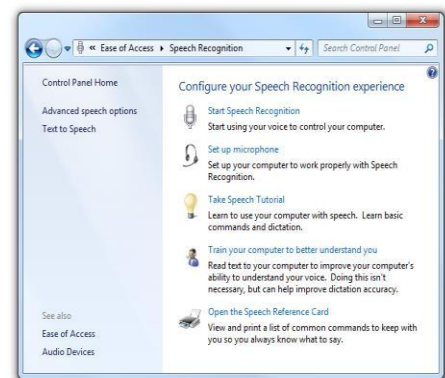 « Ease of Access ▸ Speech Recognition
Search Control Panel
Control Panel Home
Advanced speech options
Text to Speech
See also
Ease of Access
Audio Devices
Configure your Speech Recognition experience
Start Speech Recognition
Start using your voice to control your computer.
Set up microphone
Set up your computer to work properly with Speech
Recognition.
Take Speech Tutorial
Learn to use your computer with speech. Learn basic
commands and dictation.
Train your computer to better understand you
Read text to your computer to improve your computer's
ability to understand your voice. Doing this isn't
necessary, but can help improve dictation accuracy.
Open the Speech Reference Card
View and print a list of common commands to keep with
you so you always know what to say.